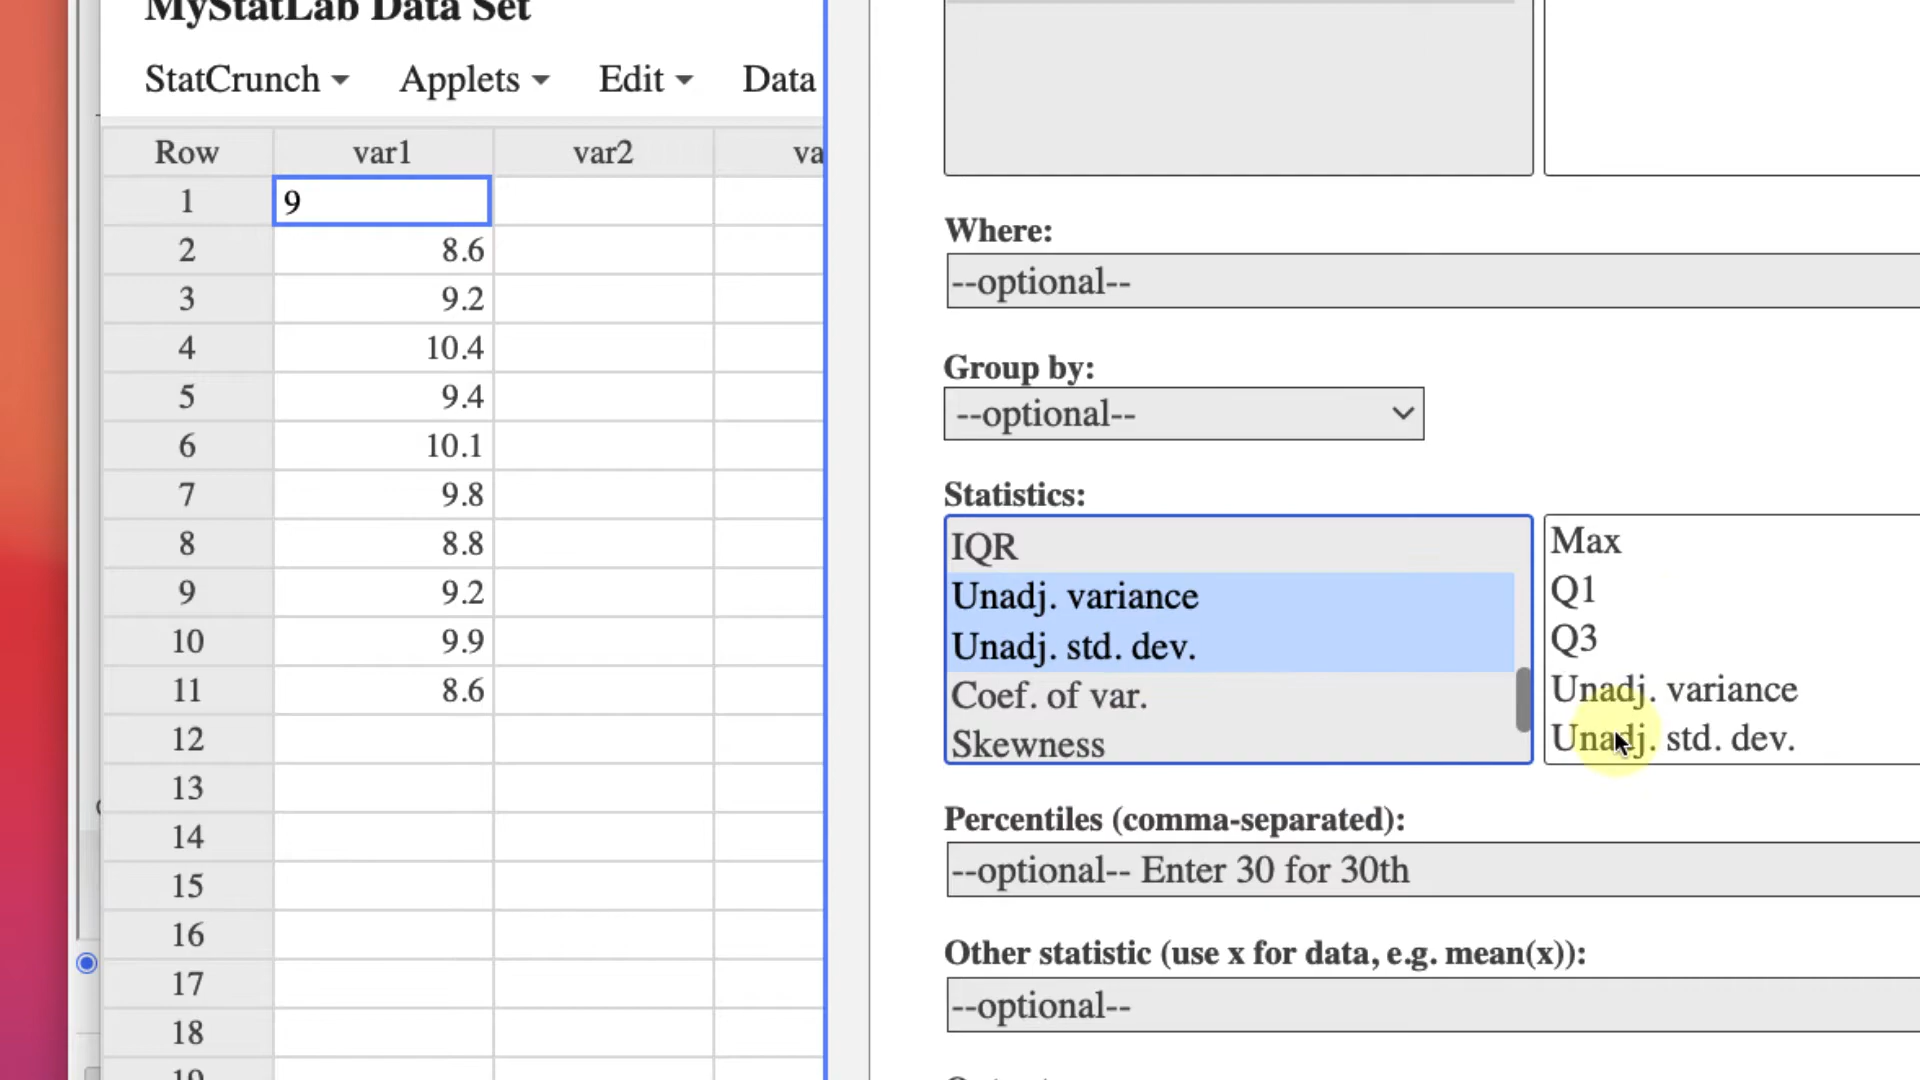 MyStatLab Data Set
StatCrunch Applets Edit Data
Row var1 var2 va
1 9
2 8.6
3 9.2
4 10.4
5 9.4
6 10.1
7 9.8
8 8.8
9 9.2
10 9.9
11 8.6
12
13
14
15
16
17
18
19
Where:
--optional--
Group by:
--optional--
Statistics:
IQR
Unadj. variance
Unadj. std. dev.
Coef. of var.
Skewness
Max
Q1
Q3
Unadj. variance
Unadj. std. dev.
Percentiles (comma-separated):
--optional-- Enter 30 for 30th
Other statistic (use x for data, e.g. mean(x)):
--optional--